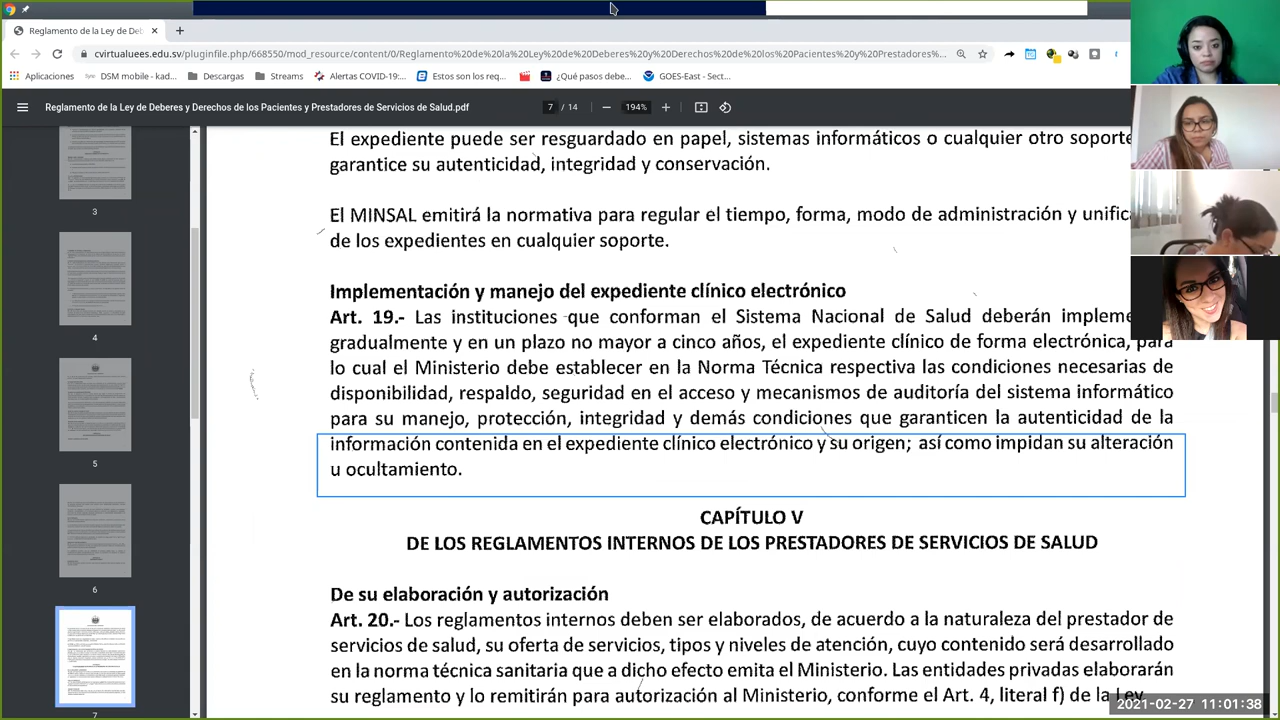 Reglamento de la Ley de Deb
cvirtualuees.edu.sv/pluginfile.php/668550/mod_resource/content/0/Reglamento%20de%20la%20Ley%20de%20Deberes%20y%20Derechos%20de%20los%20Pacientes%20y%20Prestadores%...
Aplicaciones
DSM mobile - kad...
Descargas
Streams
Alertas COVID-19:...
Estos son los req...
¿Qué pasos debe...
GOES-East - Sect...
Reglamento de la Ley de Deberes y Derechos de los Pacientes y Prestadores de Servicios de Salud.pdf
7 / 14
194%
3
4
5
6
7
El expediente puede ser resguardado en papel, sistemas informáticos o cualquier otro soporte
garantice su autenticidad, integridad y conservación.
El MINSAL emitirá la normativa para regular el tiempo, forma, modo de administración y unific
de los expedientes en cualquier soporte.
Implementación y manejo del expediente clínico electrónico
Art. 19.- Las instituciones que conforman el Sistema Nacional de Salud deberán impleme
gradualmente y en un plazo no mayor a cinco años, el expediente clínico de forma electrónica, para
lo cual el Ministerio debe establecer en la Norma Técnica respectiva las condiciones necesarias de
disponibilidad, respaldo, seguridad en el acceso y mecanismos de auditoría del sistema informático
para su manejo, protección, integridad y demás condiciones que garanticen la autenticidad de la
información contenida en el expediente clínico electrónico y su origen; así como impidan su alteración
u ocultamiento.
CAPÍTULO V
DE LOS REGLAMENTOS INTERNOS DE LOS PRESTADORES DE SERVICIOS DE SALUD
De su elaboración y autorización
Art. 20.- Los reglamentos internos deben ser elaborados, de acuerdo a la naturaleza del prestador de
servicios de salud, oferta de servicios, tipo y niveles de atención, cuyo contenido será desarrollado
en la normativa técnica que para dicho fin emita el Ministerio. Las entidades privadas elaborarán
su reglamento y lo remitirán para autorización al Ministerio, conforme el Art. 4, literal f) de la Ley.
2021-02-27 11:01:38